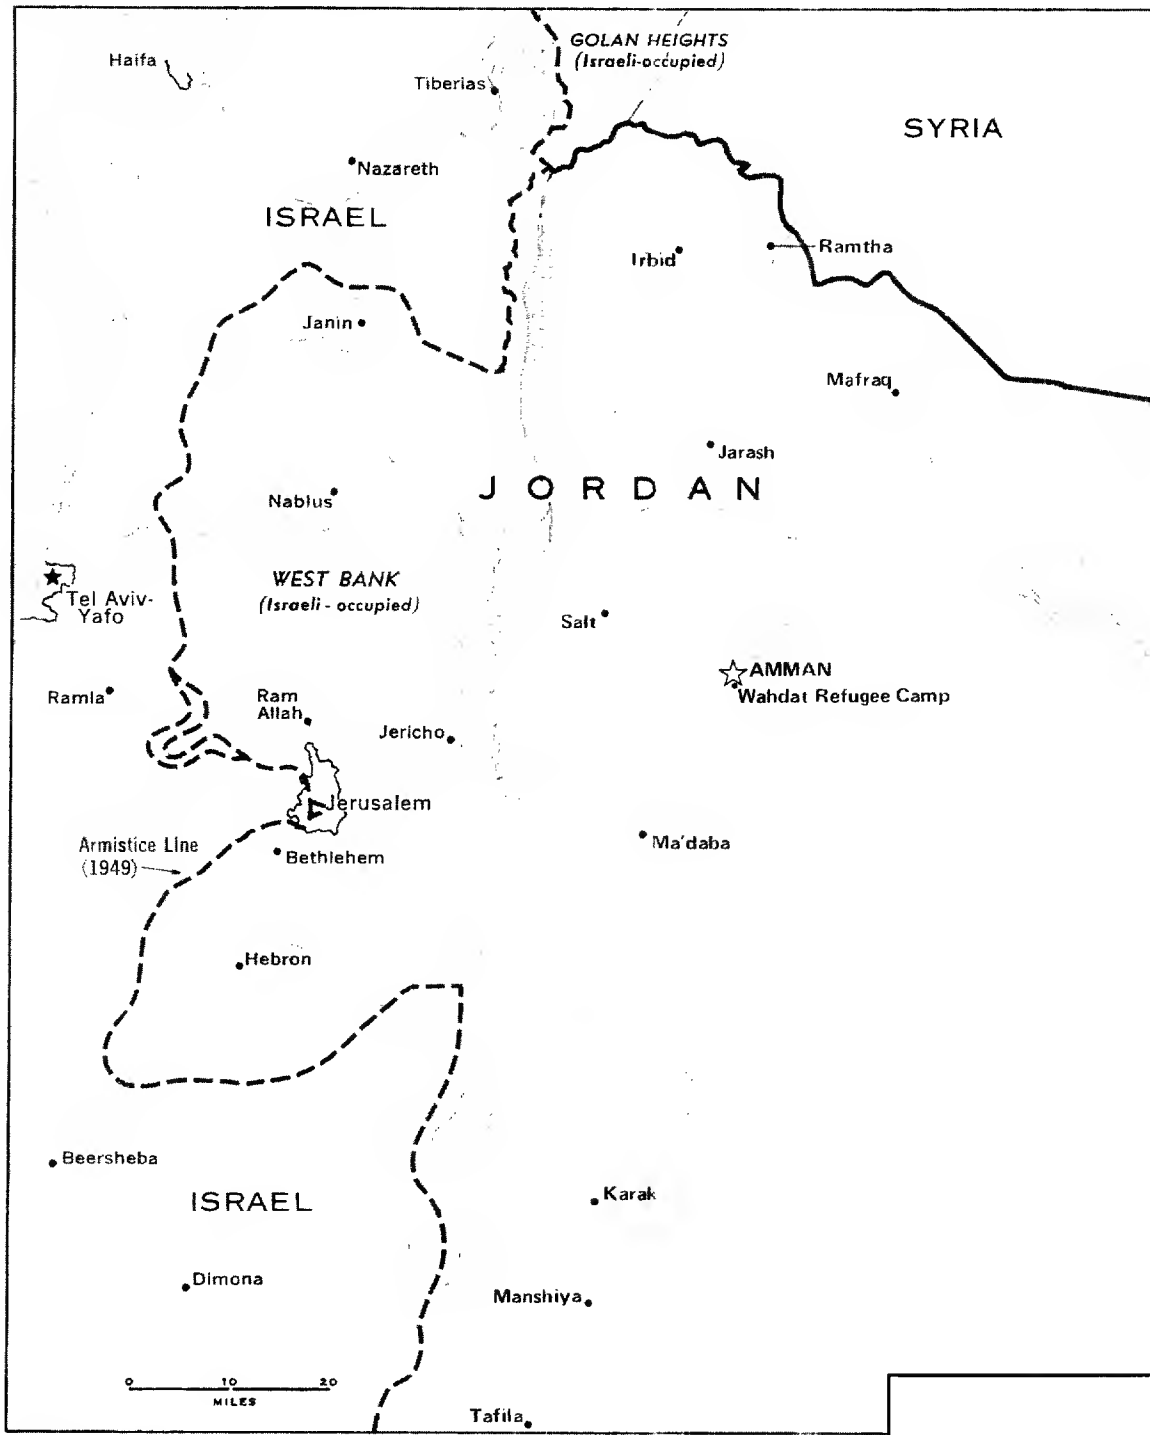 GOLAN HEIGHTS
(Israeli-occupied)
Haifa
Tiberias
SYRIA
Nazareth
ISRAEL
Irbid
Ramtha
Janin
Mafraq
Jarash
JORDAN
Nablus
WEST BANK
(Israeli - occupied)
Tel Aviv-
Yafo
Salt
AMMAN
Wahdat Refugee Camp
Ramla
Ram
Allah
Jericho
Jerusalem
Armistice Line
(1949)
Bethlehem
Ma'daba
Hebron
Beersheba
ISRAEL
Karak
Dimona
Manshiya
0 10 20
MILES
Tafila